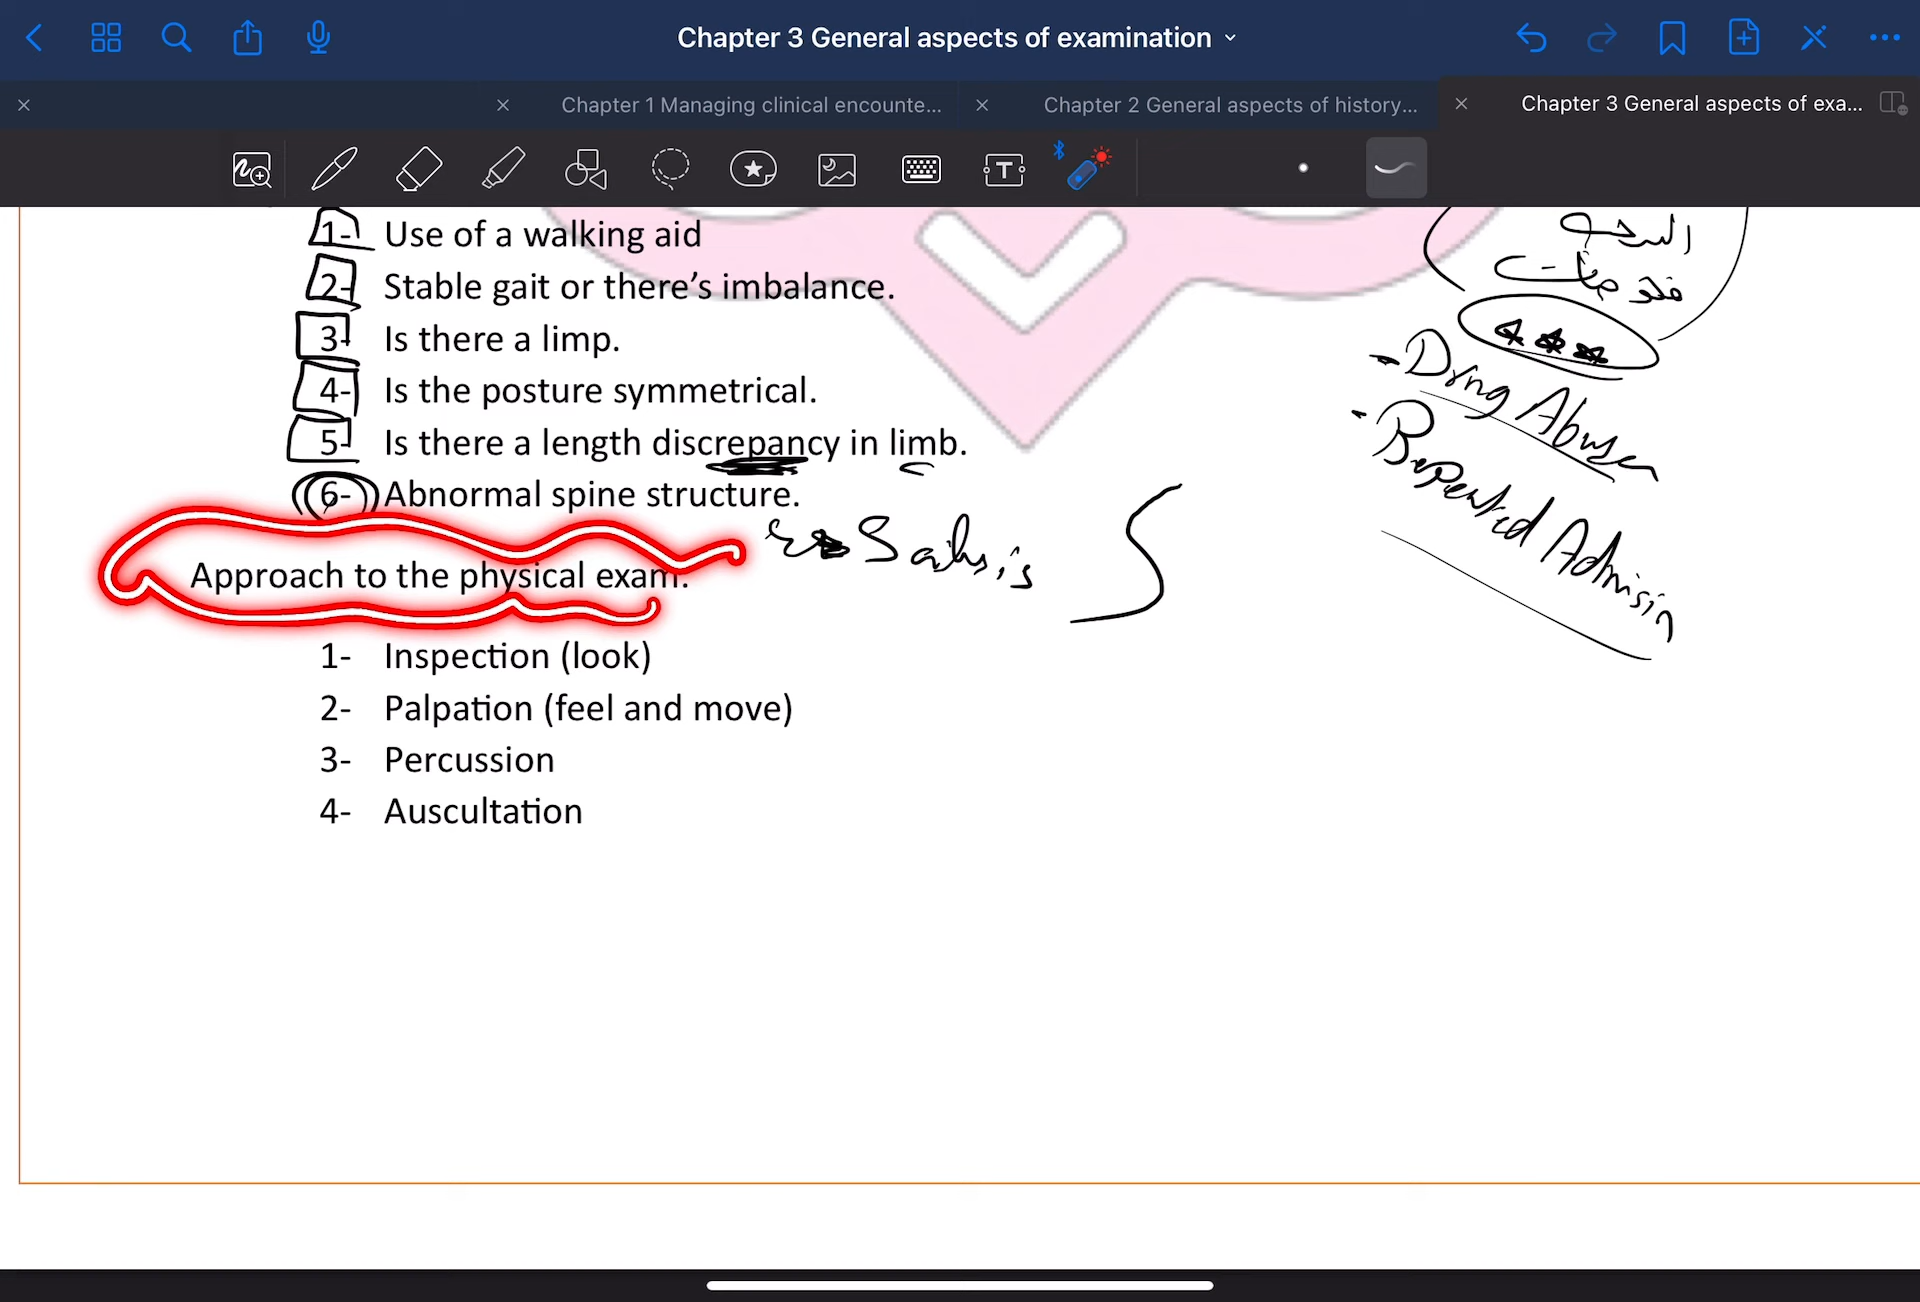 Chapter 3 General aspects of examination
Chapter 1 Managing clinical encounte...
Chapter 2 General aspects of history...
Chapter 3 General aspects of exa...
1- Use of a walking aid
2- Stable gait or there’s imbalance.
3- Is there a limp.
4- Is the posture symmetrical.
5- Is there a length discrepancy in limb.
6- Abnormal spine structure.
Approach to the physical exam:
1- Inspection (look)
2- Palpation (feel and move)
3- Percussion
4- Auscultation
- Drug Abuser